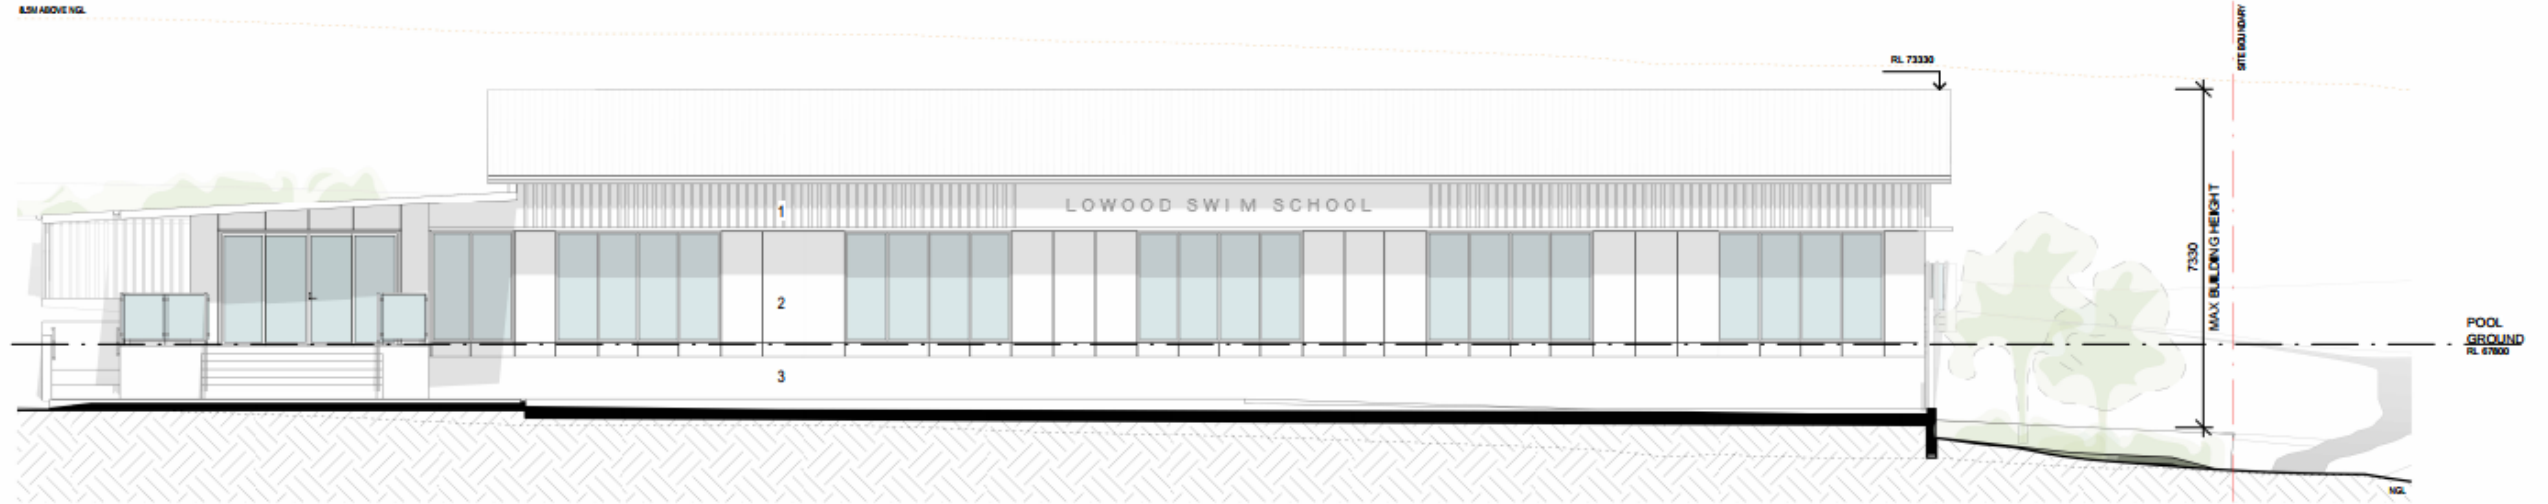 8.5M ABOVE NGL
SITE BOUNDARY
RL 73330
LOWOOD SWIM SCHOOL
1
2
3
7330
MAX BUILDING HEIGHT
POOL
GROUND
RL 67800
NGL